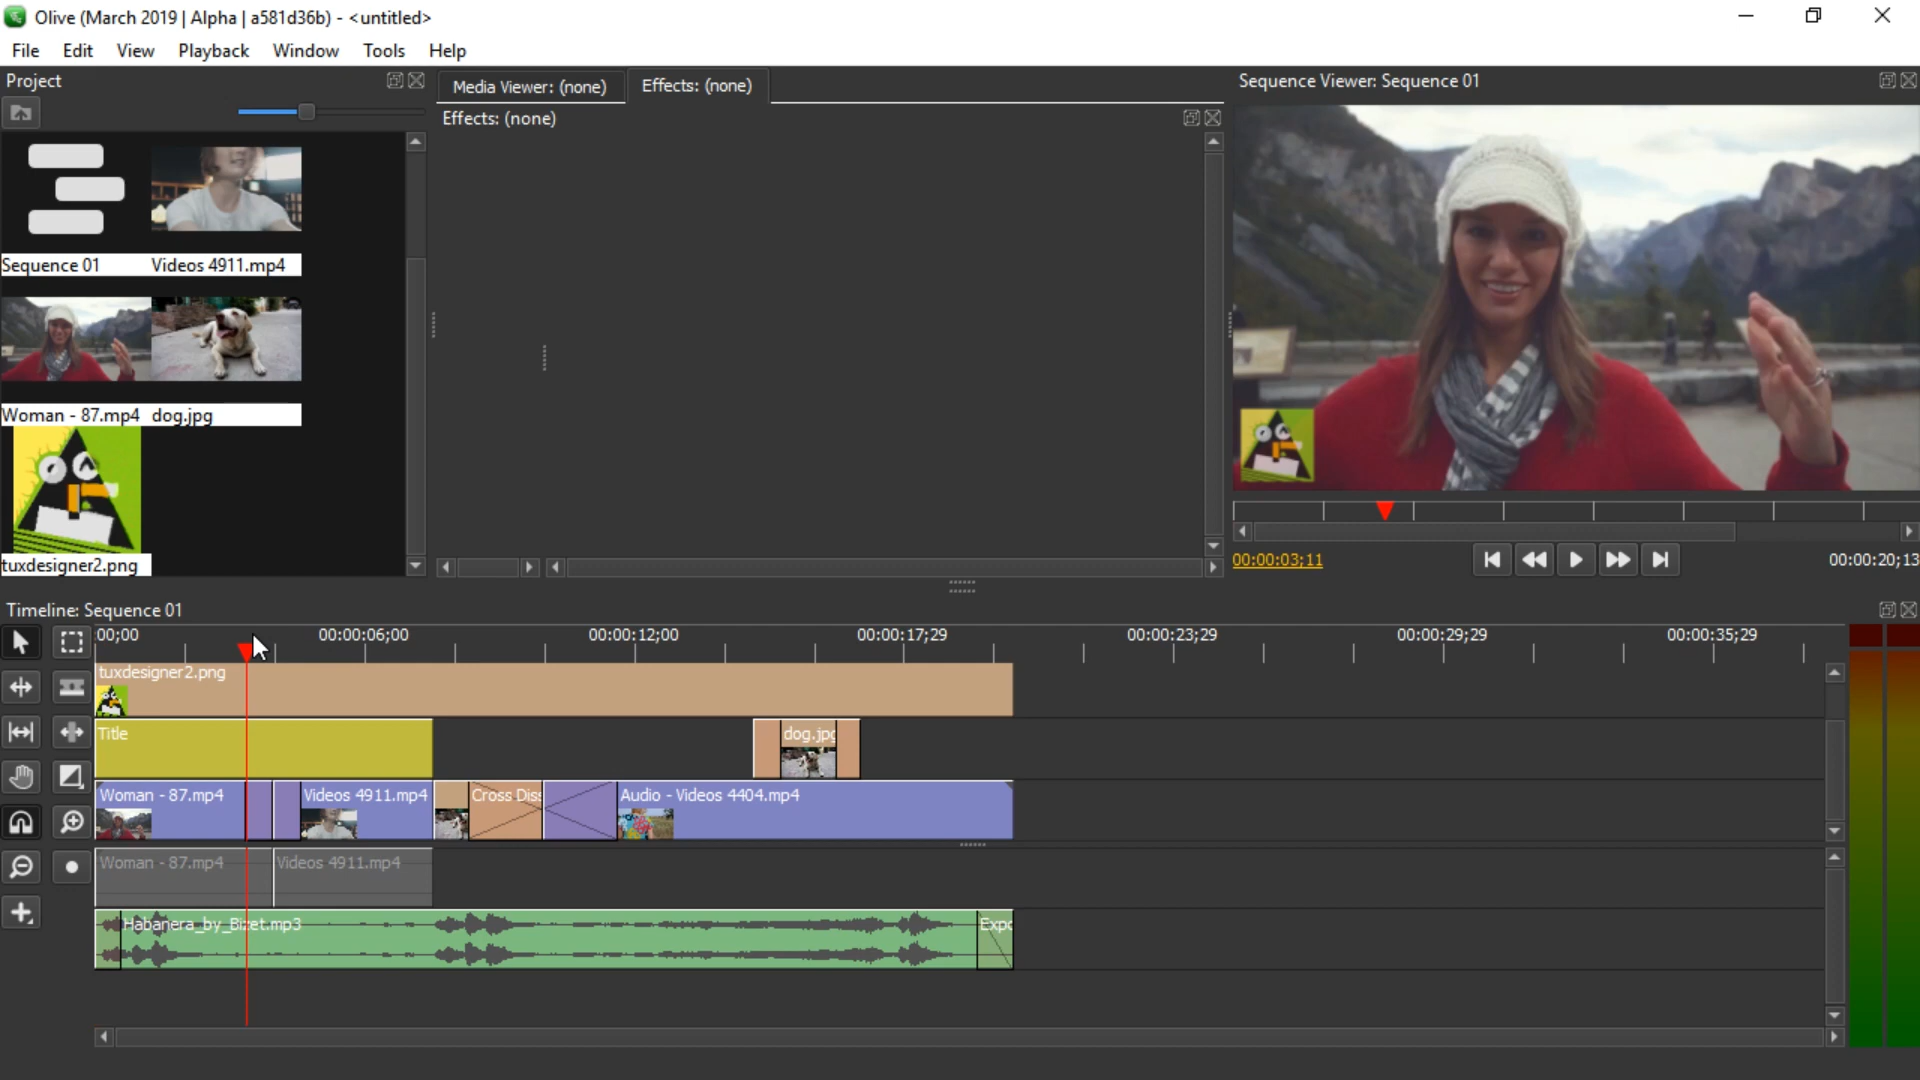 Olive (March 2019 | Alpha | a581d36b) - <untitled>
File Edit View Playback Window Tools Help
Project
Media Viewer: (none) Effects: (none)
Sequence Viewer: Sequence 01
Effects: (none)
Sequence 01 Videos 4911.mp4
Woman - 87.mp4 dog.jpg
tuxdesigner2.png
00:00:03;11 00:00:20;13
Timeline: Sequence 01
:00;00 00:00:06;00 00:00:12;00 00:00:17;29 00:00:23;29 00:00:29;29 00:00:35;29
tuxdesigner2.png
Title dog.jpg
Woman - 87.mp4 Videos 4911.mp4 Cross Diss Audio - Videos 4404.mp4
Woman - 87.mp4 Videos 4911.mp4
Habanera_by_Bizet.mp3 Expo